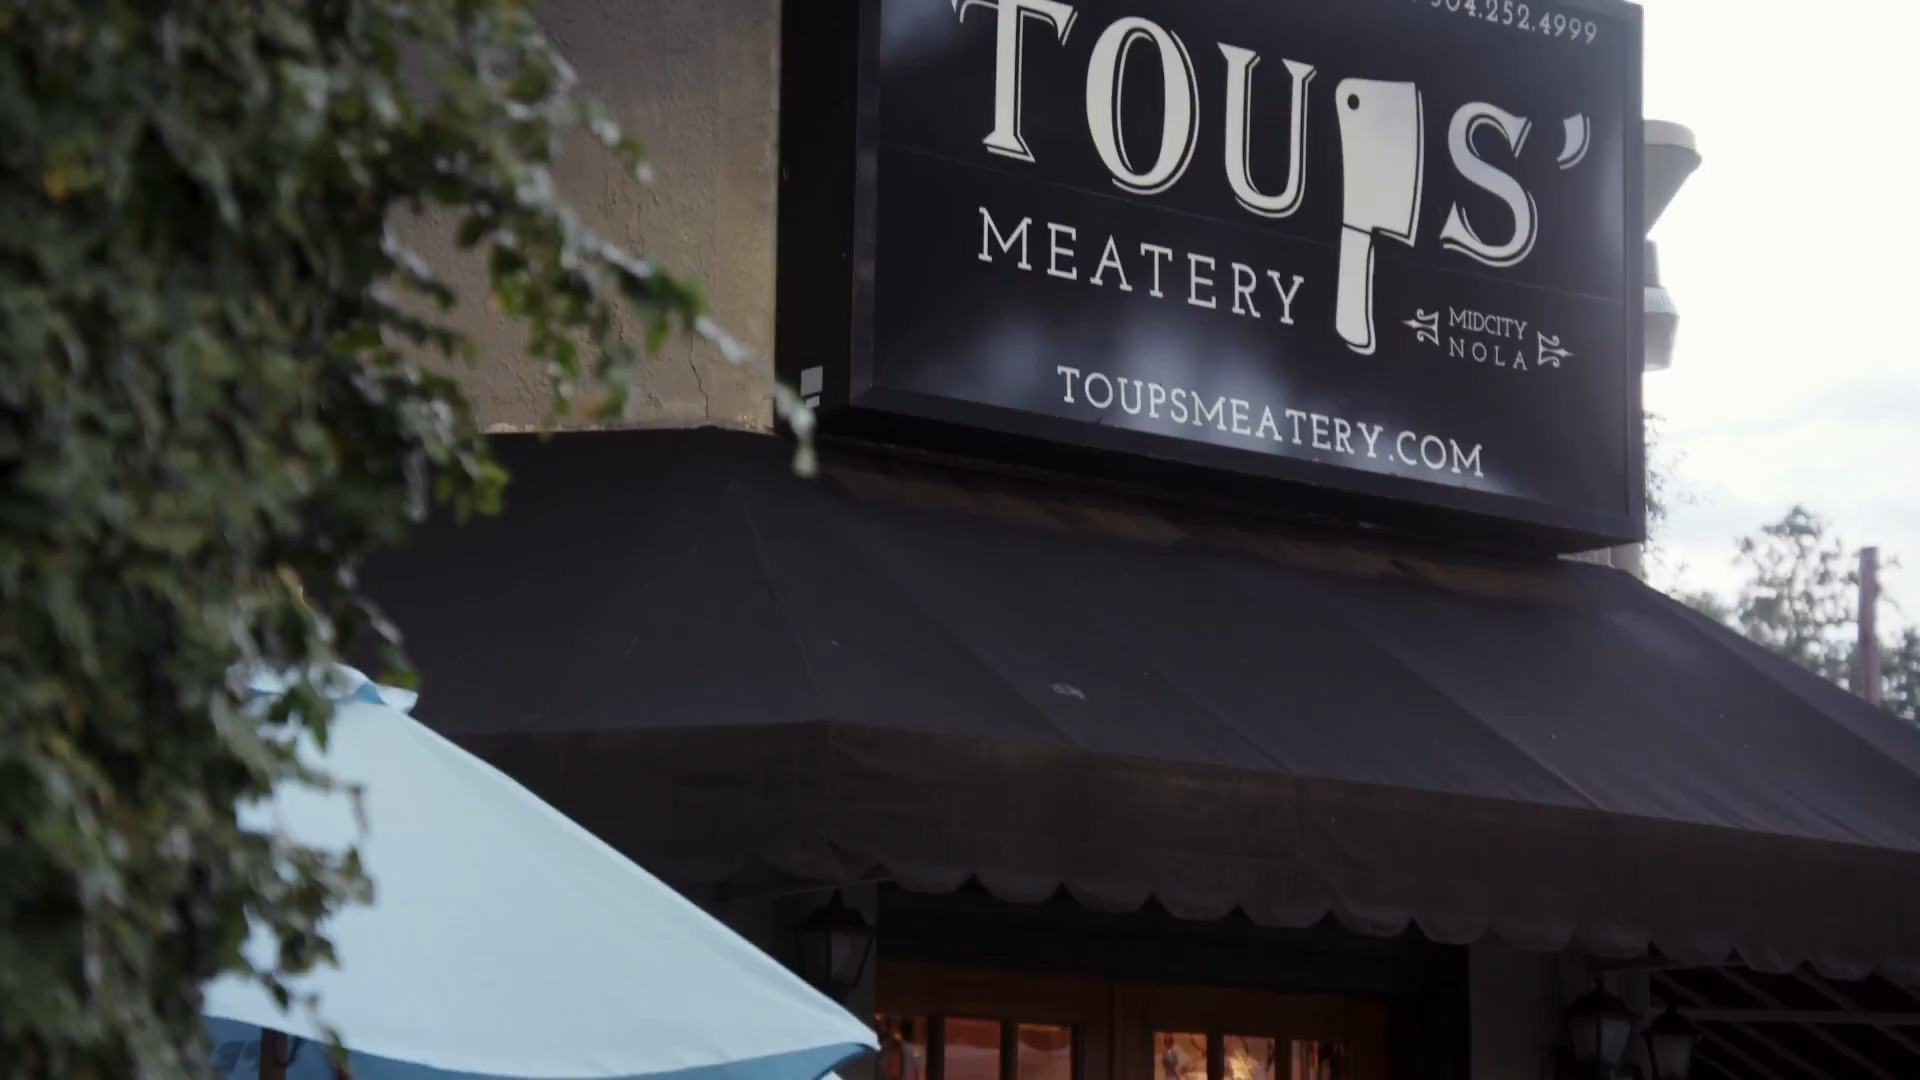 504.252.4999
TOUPS'
MEATERY
MIDCITY
NOLA
TOUPSMEATERY.COM